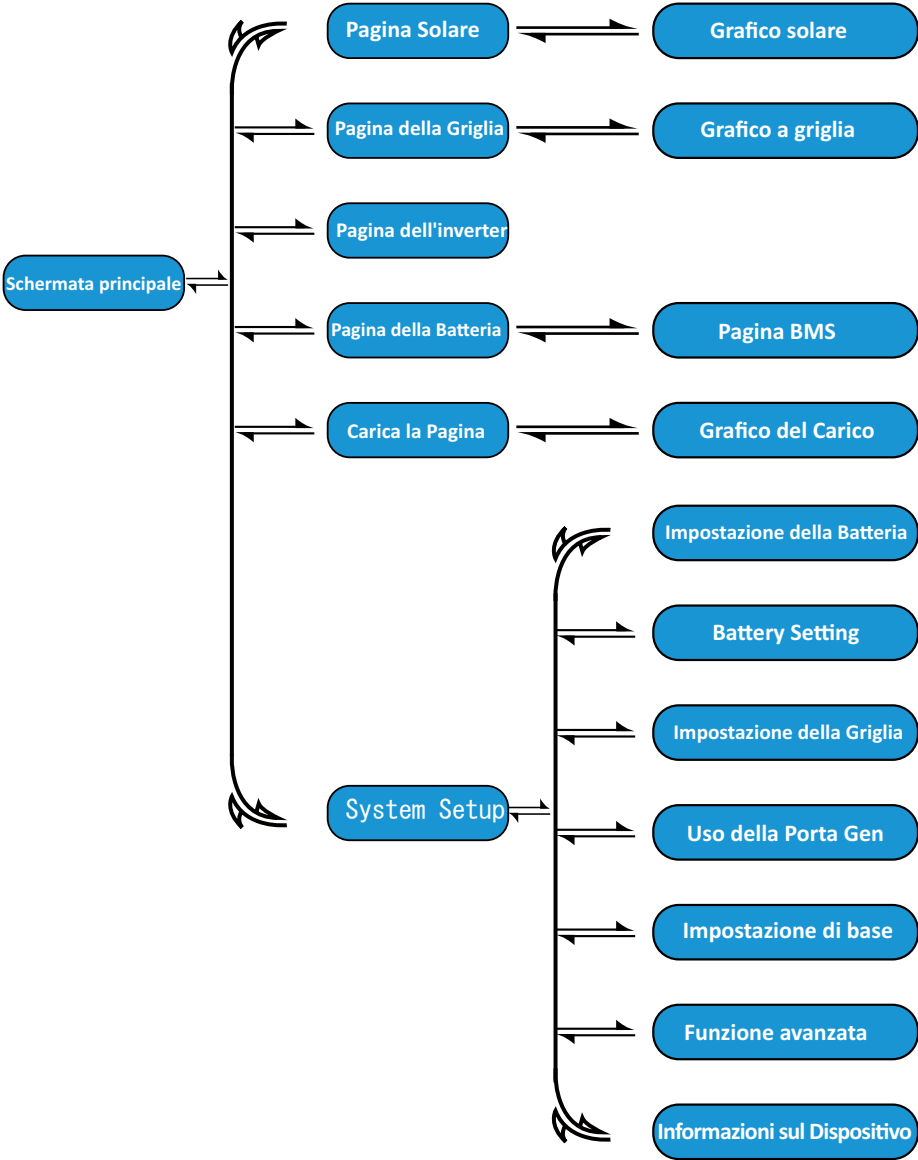 Pagina Solare
Grafico solare
Pagina della Griglia
Grafico a griglia
Pagina dell'inverter
Schermata principale
Pagina della Batteria
Pagina BMS
Carica la Pagina
Grafico del Carico
Impostazione della Batteria
Battery Setting
Impostazione della Griglia
System Setup
Uso della Porta Gen
Impostazione di base
Funzione avanzata
Informazioni sul Dispositivo